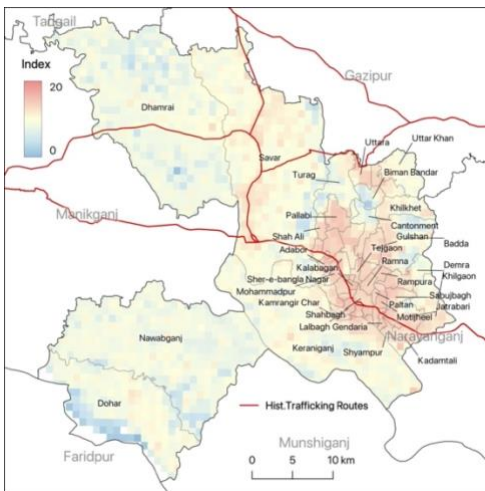 Tangail
Index
20
0
Gazipur
Dhamrai
Uttara
Uttar Khan
Savar
Turag
Biman Bandar
Manikganj
Pallabi
Khilkhet
Cantonment
Shah Ali
Gulshan
Badda
Adabor
Tejgaon
Kalabagan
Ramna
Demra
Sher-e-bangla Nagar
Khilgaon
Mohammadpur
Rampura
Kamrangir Char
Sabujbagh
Paltan
Jatrabari
Shahbagh
Motijheel
Nawabganj
Lalbagh Gendaria
Narayanganj
Keraniganj
Shyampur
Kadamtali
Dohar
Hist.Trafficking Routes
Faridpur
Munshiganj
0 5 10 km